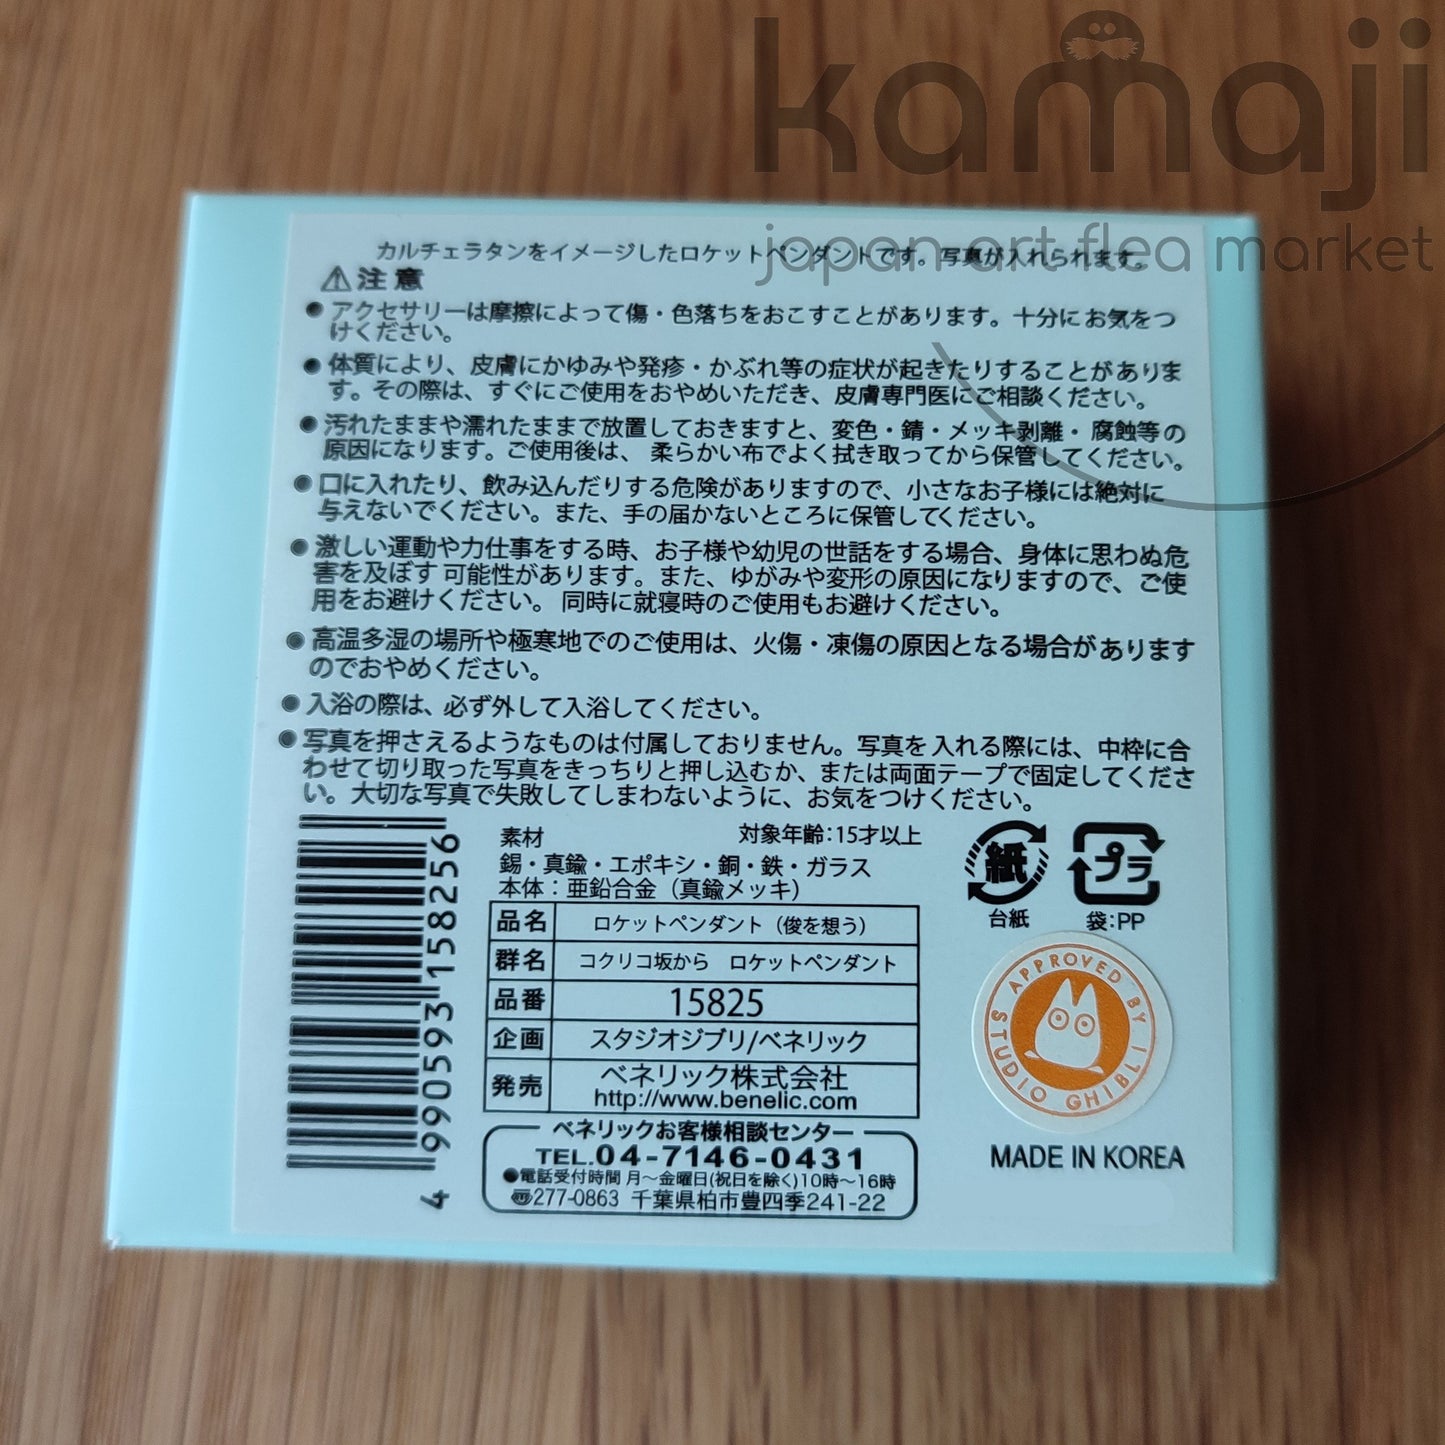 kamaji
japan art flea market
カルチェラタンをイメージしたロケットペンダントです。写真が入れられます。
⚠注意
●アクセサリーは摩擦によって傷・色落ちをおこすことがあります。十分にお気をつ
けください。
●体質により、皮膚にかゆみや発疹・かぶれ等の症状が起きたりすることがありま
す。その際は、すぐにご使用をおやめいただき、皮膚専門医にご相談ください。
●汚れたままや濡れたままで放置しておきますと、変色・錆・メッキ剥離・腐蝕等の
原因になります。ご使用後は、柔らかい布でよく拭き取ってから保管してください。
●口に入れたり、飲み込んだりする危険がありますので、小さなお子様には絶対に
与えないでください。また、手の届かないところに保管してください。
●激しい運動や力仕事をする時、お子様や幼児の世話をする場合、身体に思わぬ危
害を及ぼす可能性があります。また、ゆがみや変形の原因になりますので、ご使
用をお避けください。同時に就寝時のご使用もお避けください。
●高温多湿の場所や極寒地でのご使用は、火傷・凍傷の原因となる場合があります
のでおやめください。
●入浴の際は、必ず外して入浴してください。
●写真を押さえるようなものは付属しておりません。写真を入れる際には、中枠に合
わせて切り取った写真をきっちりと押し込むか、または両面テープで固定してくださ
い。大切な写真で失敗してしまわないように、お気をつけください。
4 990593 158256
素材 対象年齢：15才以上
錫・真鍮・エポキシ・銅・鉄・ガラス
本体：亜鉛合金（真鍮メッキ）
品名 ロケットペンダント（俊を想う）
群名 コクリコ坂から ロケットペンダント
品番 15825
企画 スタジオジブリ/ベネリック
発売 ベネリック株式会社
http://www.benelic.com
ベネリックお客様相談センター
TEL.04-7146-0431
●電話受付時間 月～金曜日(祝日を除く)10時～16時
〠277-0863 千葉県柏市豊四季241-22
紙
台紙
プラ
袋：PP
APPROVED BY
STUDIO GHIBLI
MADE IN KOREA